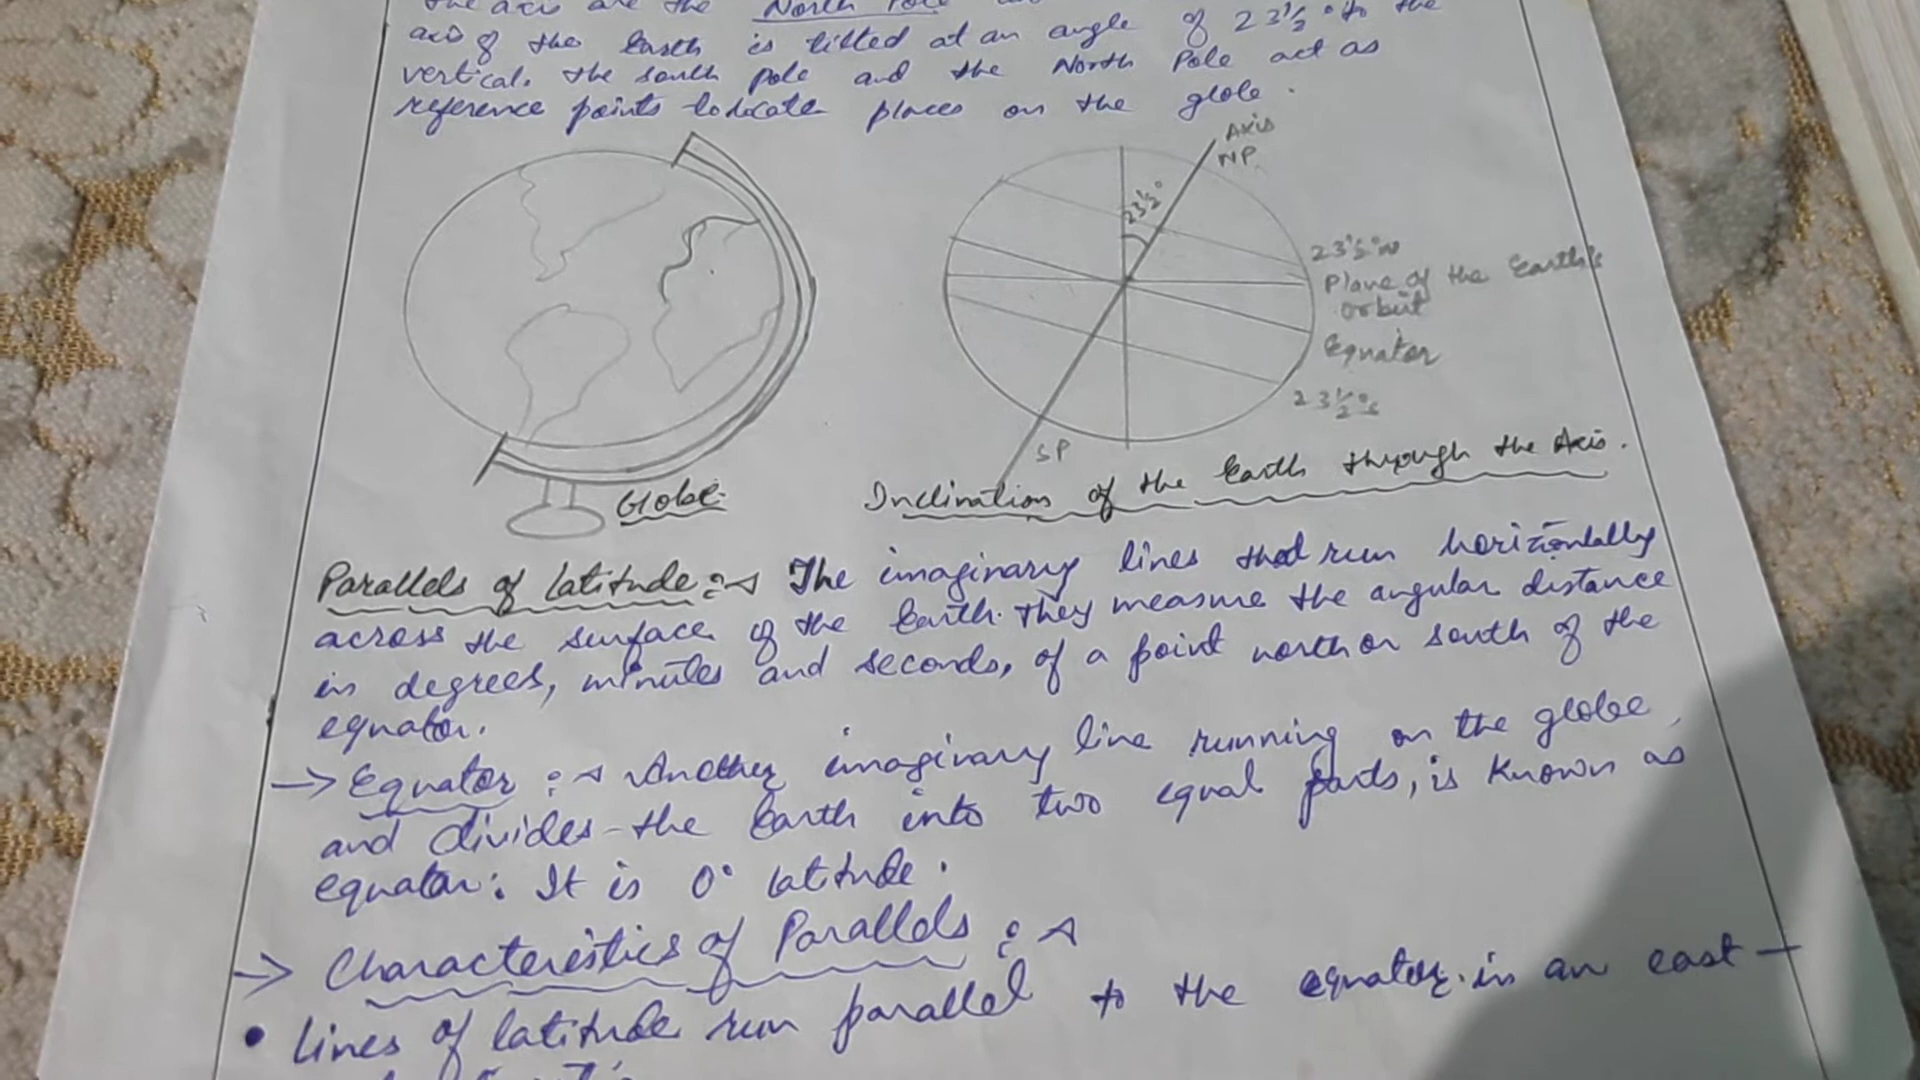 the axis are the North Pole
axis of the Earth is tilted at an angle of 23½° to the
vertical. The south pole and the North Pole act as
reference points to locate places on the globe.
Axis
NP
23½°
23½°N
Plane of the Earth's
orbit
Equator
23½°S
SP
Globe
Inclination of the Earth through the Axis.
Parallels of latitude :→ The imaginary lines that run horizontally
across the surface of the Earth. They measure the angular distance
in degrees, minutes and seconds, of a point north or south of the
equator.
→ Equator :→ Another imaginary line running on the globe,
and divides the Earth into two equal parts, is known as
equator. It is 0° latitude.
→ Characteristics of Parallels :→
• Lines of latitude run parallel to the equator. in an east -